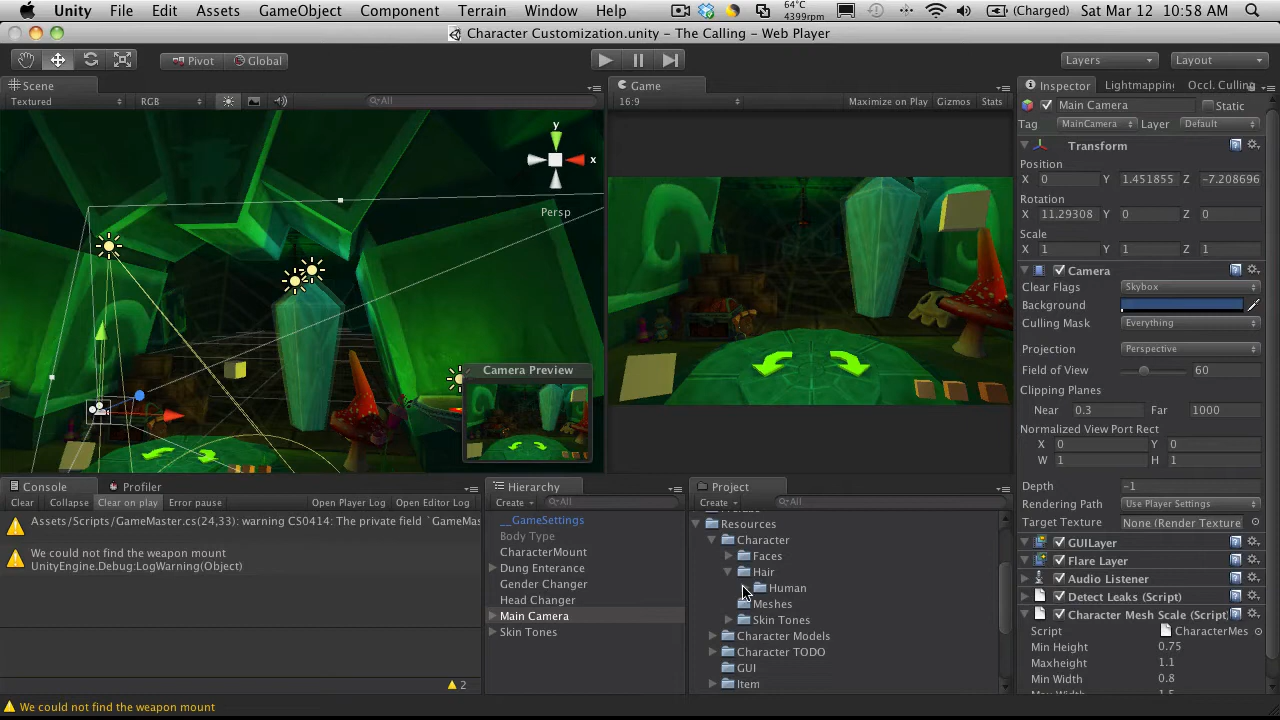 Unity File Edit Assets GameObject Component Terrain Window Help 64°C 4399rpm (Charged) Sat Mar 12 10:58 AM
Character Customization.unity – The Calling – Web Player
Pivot Global Layers Layout
Scene
Textured RGB All
y
x
Persp
Camera Preview
Game
16:9 Maximize on Play Gizmos Stats
Inspector Lightmapping Occl. Culling
Main Camera Static
Tag MainCamera Layer Default
Transform
Position
X 0 Y 1.451855 Z -7.208696
Rotation
X 11.29308 Y 0 Z 0
Scale
X 1 Y 1 Z 1
Camera
Clear Flags Skybox
Background
Culling Mask Everything
Projection Perspective
Field of View 60
Clipping Planes
Near 0.3 Far 1000
Normalized View Port Rect
X 0 Y 0
W 1 H 1
Depth -1
Rendering Path Use Player Settings
Target Texture None (Render Texture
GUILayer
Flare Layer
Audio Listener
Detect Leaks (Script)
Character Mesh Scale (Script)
Script CharacterMes
Min Height 0.75
Maxheight 1.1
Min Width 0.8
Console Profiler
Clear Collapse Clear on play Error pause Open Player Log Open Editor Log
Assets/Scripts/GameMaster.cs(24,33): warning CS0414: The private field `GameMas
We could not find the weapon mount
UnityEngine.Debug:LogWarning(Object)
2
We could not find the weapon mount
Hierarchy
Create All
__GameSettings
Body Type
CharacterMount
Dung Enterance
Gender Changer
Head Changer
Main Camera
Skin Tones
Project
Create All
Resources
Character
Faces
Hair
Human
Meshes
Skin Tones
Character Models
Character TODO
GUI
Item